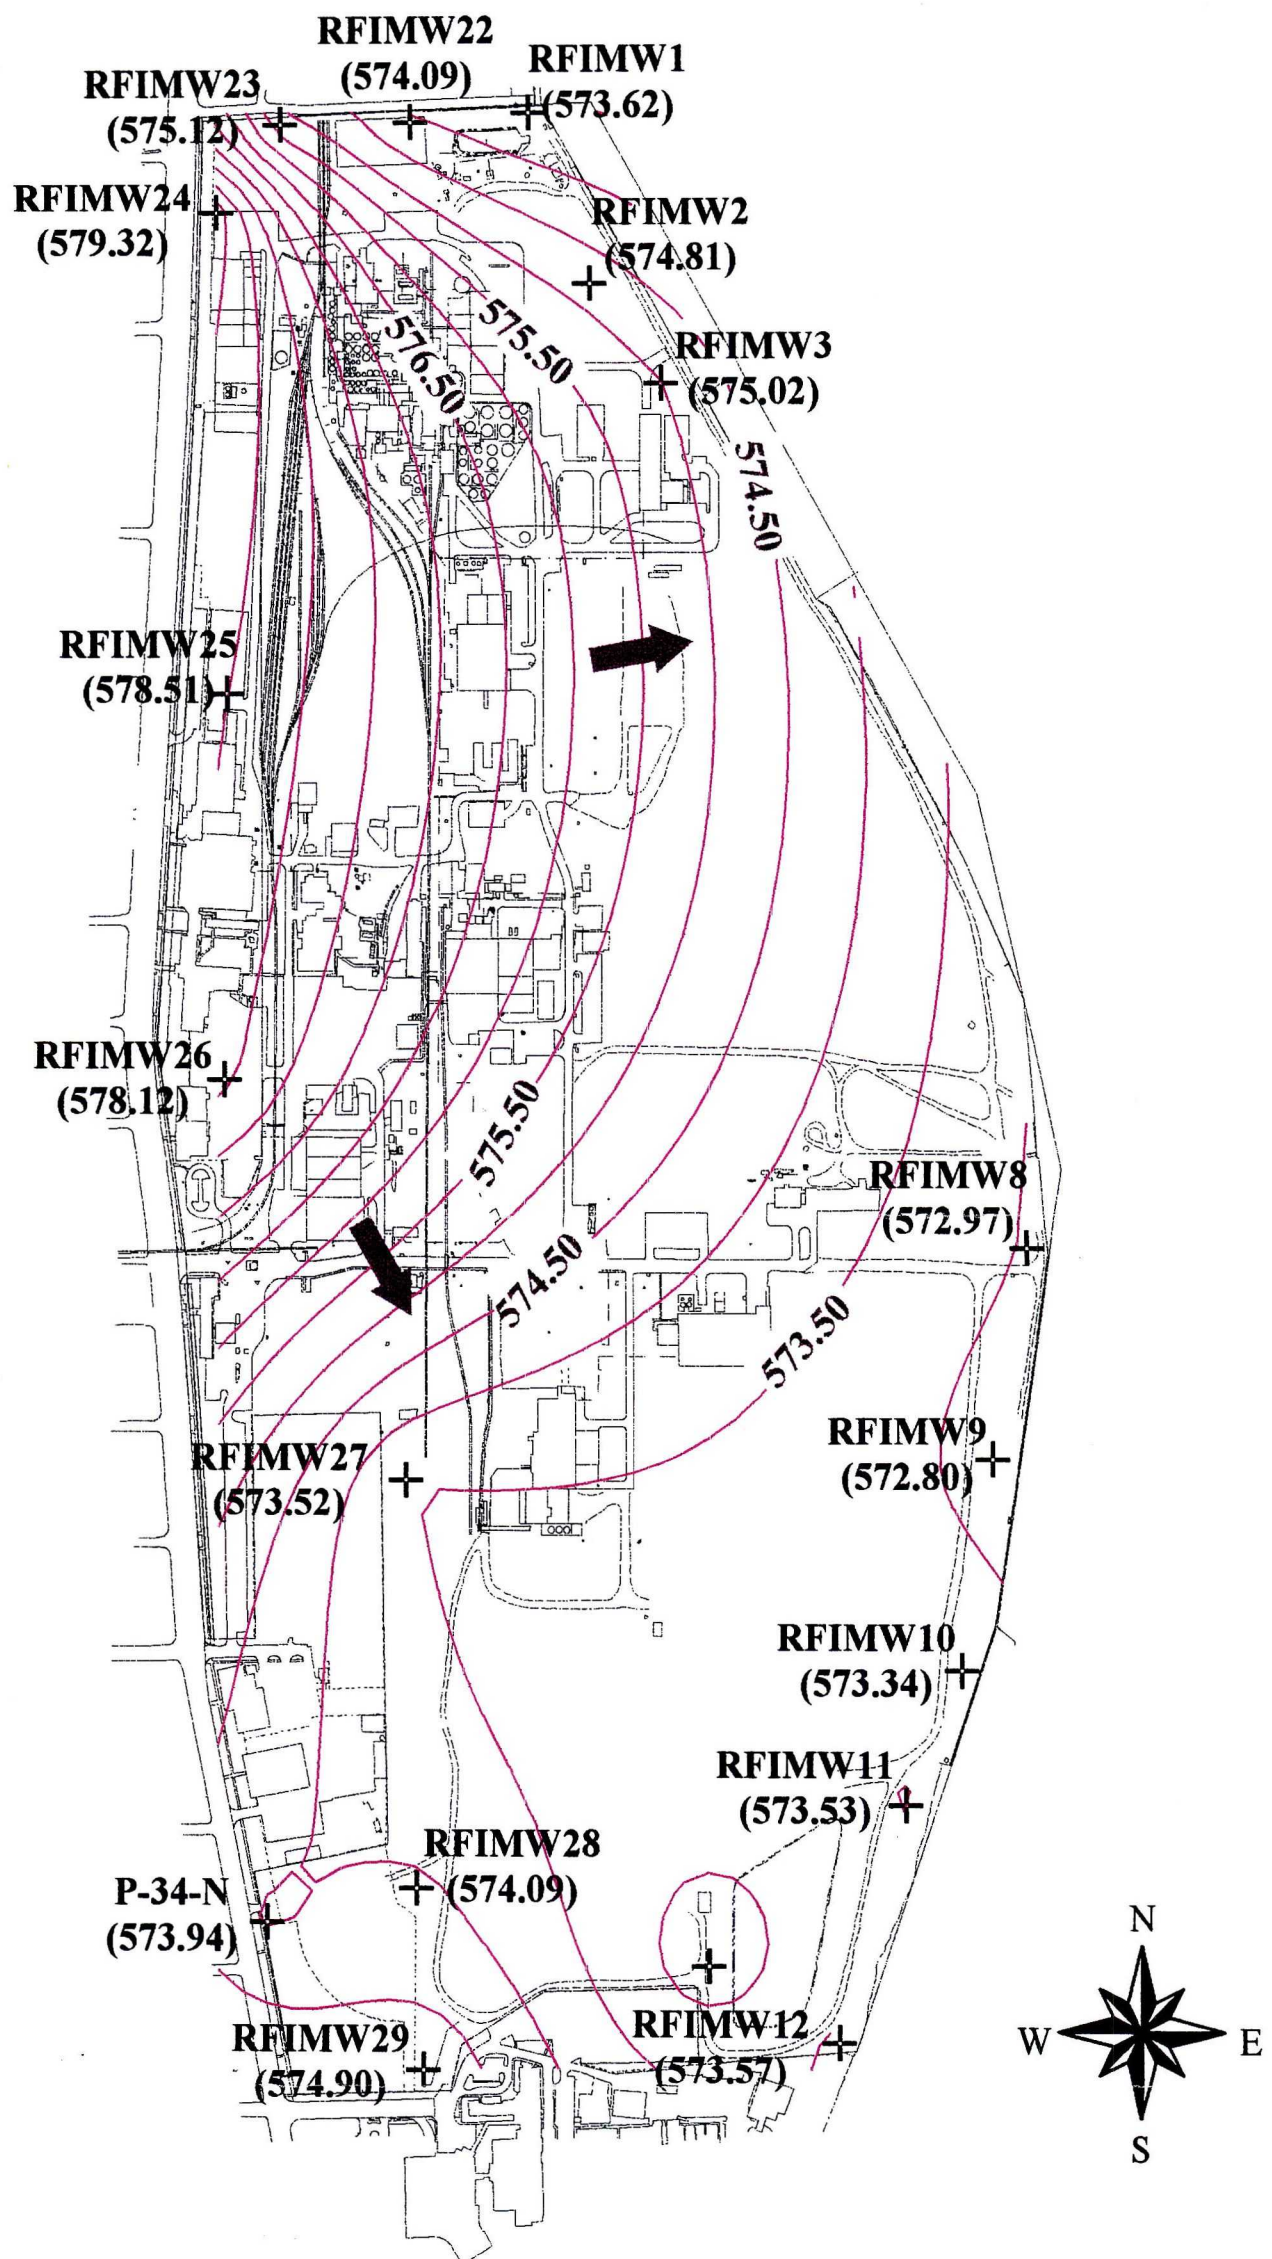 RFIMW22
(574.09)
RFIMW1
(573.62)
RFIMW23
(575.12)
RFIMW24
(579.32)
RFIMW2
(574.81)
575.50
576.50
RFIMW3
(575.02)
574.50
RFIMW25
(578.51)
RFIMW26
(578.12)
575.50
RFIMW8
(572.97)
574.50
573.50
RFIMW27
(573.52)
RFIMW9
(572.80)
RFIMW10
(573.34)
RFIMW11
(573.53)
RFIMW28
(574.09)
P-34-N
(573.94)
RFIMW29
(574.90)
RFIMW12
(573.57)
N
W
E
S